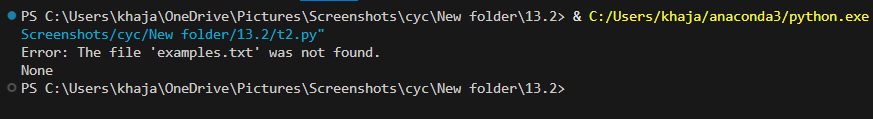 PS C:\Users\khaja\OneDrive\Pictures\Screenshots\cyc\New folder\13.2> & C:/Users/khaja/anaconda3/python.exe
Screenshots/cyc/New folder/13.2/t2.py"
Error: The file 'examples.txt' was not found.
None
PS C:\Users\khaja\OneDrive\Pictures\Screenshots\cyc\New folder\13.2>